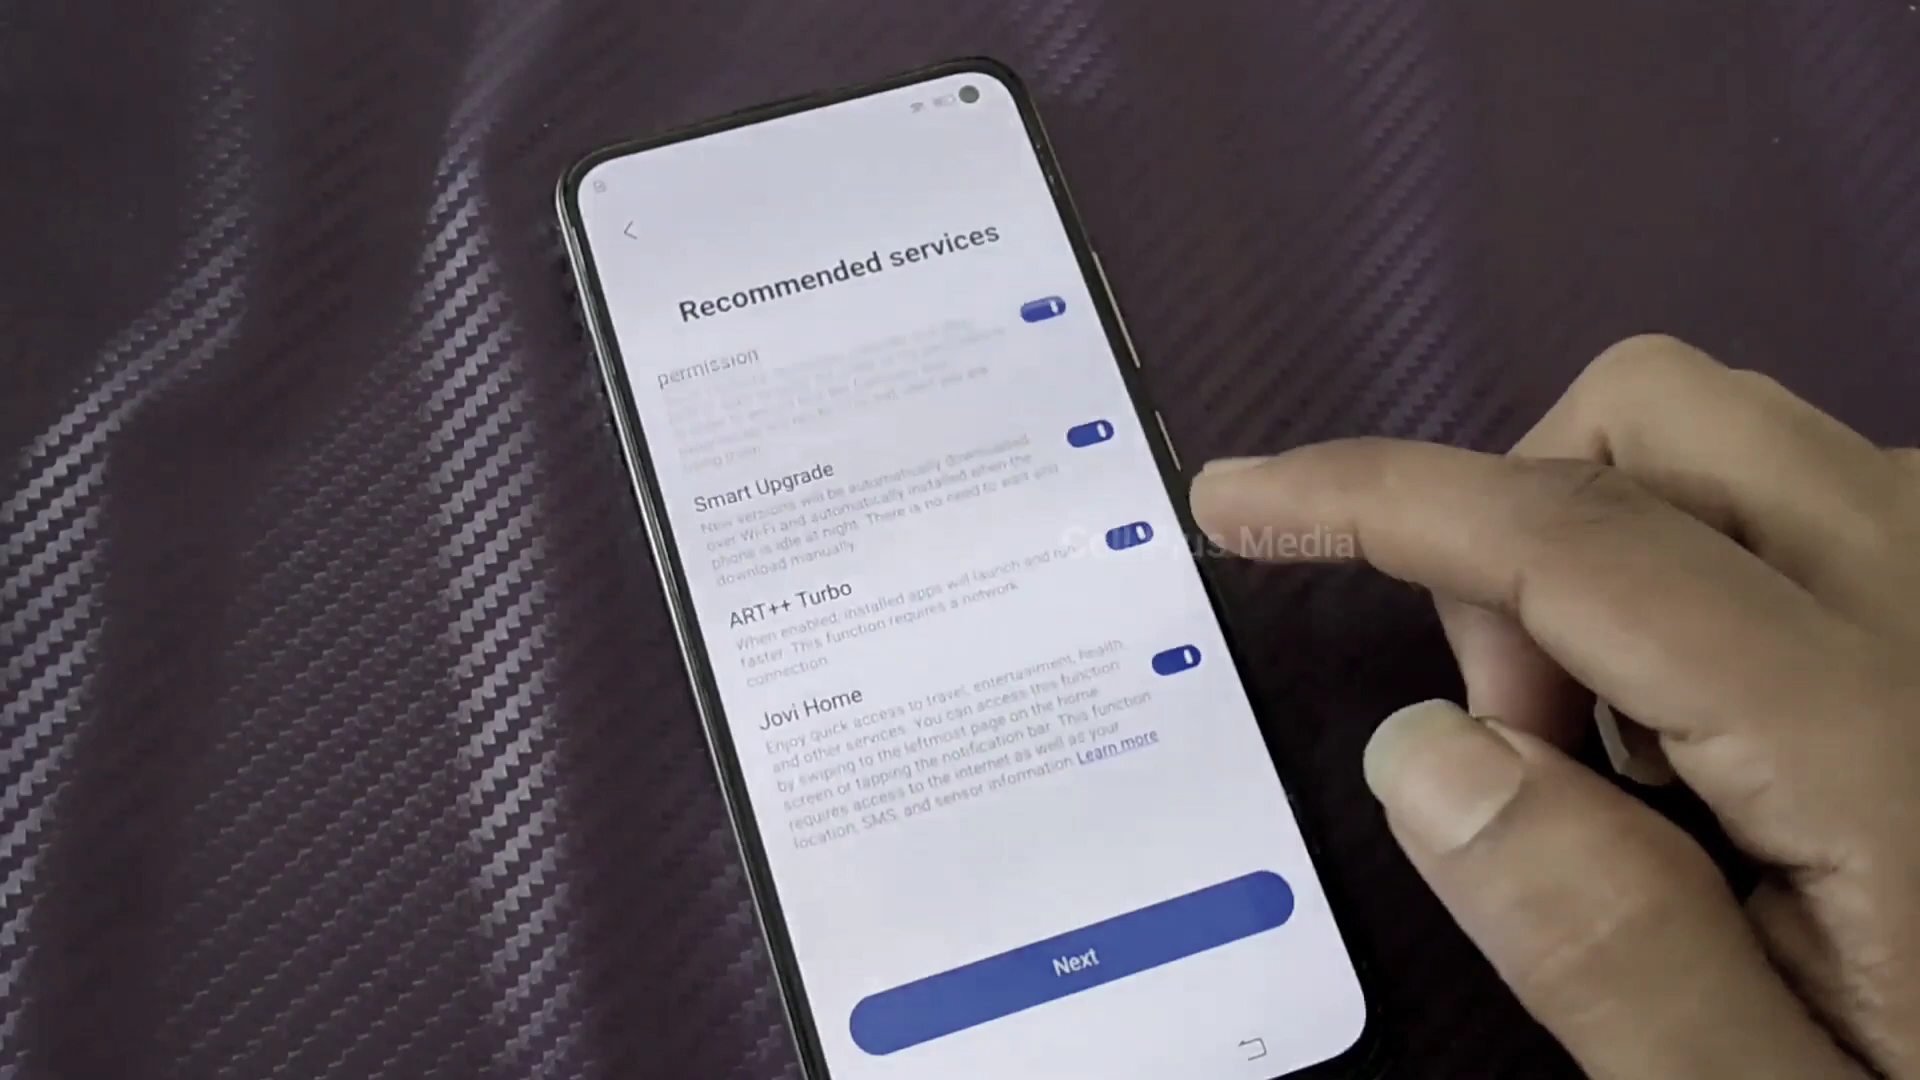 Recommended services
permission
using them.
Smart Upgrade
New versions will be automatically downloaded
over Wi-Fi and automatically installed when the
phone is idle at night. There is no need to wait and
download manually.
ART++ Turbo
When enabled, installed apps will launch and run
faster. This function requires a network
connection.
Jovi Home
Enjoy quick access to travel, entertainment, health,
and other services. You can access this function
by swiping to the leftmost page on the home
screen or tapping the notification bar. This function
requires access to the internet as well as your
location, SMS, and sensor information. Learn more
Next
Media